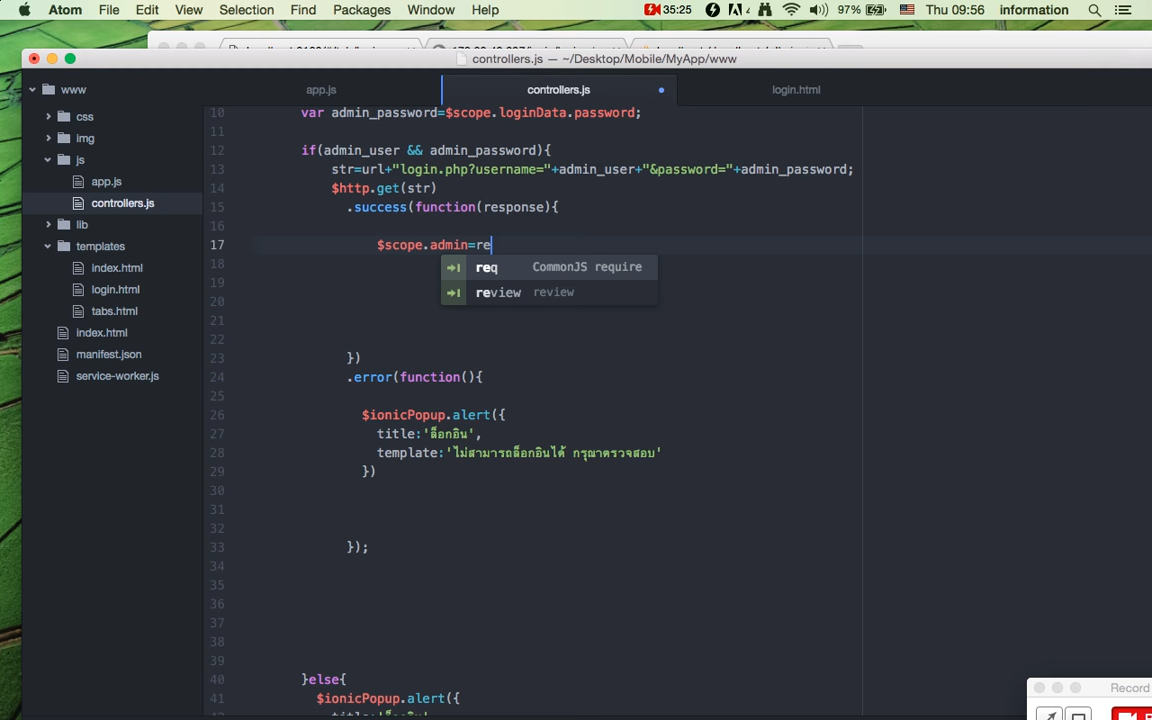 Atom File Edit View Selection Find Packages Window Help 35:25 4 97% Thu 09:56 information
controllers.js — ~/Desktop/Mobile/MyApp/www
www
css
img
js
app.js
controllers.js
lib
templates
index.html
login.html
tabs.html
index.html
manifest.json
service-worker.js
app.js controllers.js login.html
10 var admin_password=$scope.loginData.password;
11
12 if(admin_user && admin_password){
13 str=url+"login.php?username="+admin_user+"&password="+admin_password;
14 $http.get(str)
15 .success(function(response){
16
17 $scope.admin=re
req CommonJS require
review review
18
19
20
21
22
23 })
24 .error(function(){
25
26 $ionicPopup.alert({
27 title:'ล็อกอิน',
28 template:'ไม่สามารถล็อกอินได้ กรุณาตรวจสอบ'
29 })
30
31
32
33 });
34
35
36
37
38
39
40 }else{
41 $ionicPopup.alert({
Record